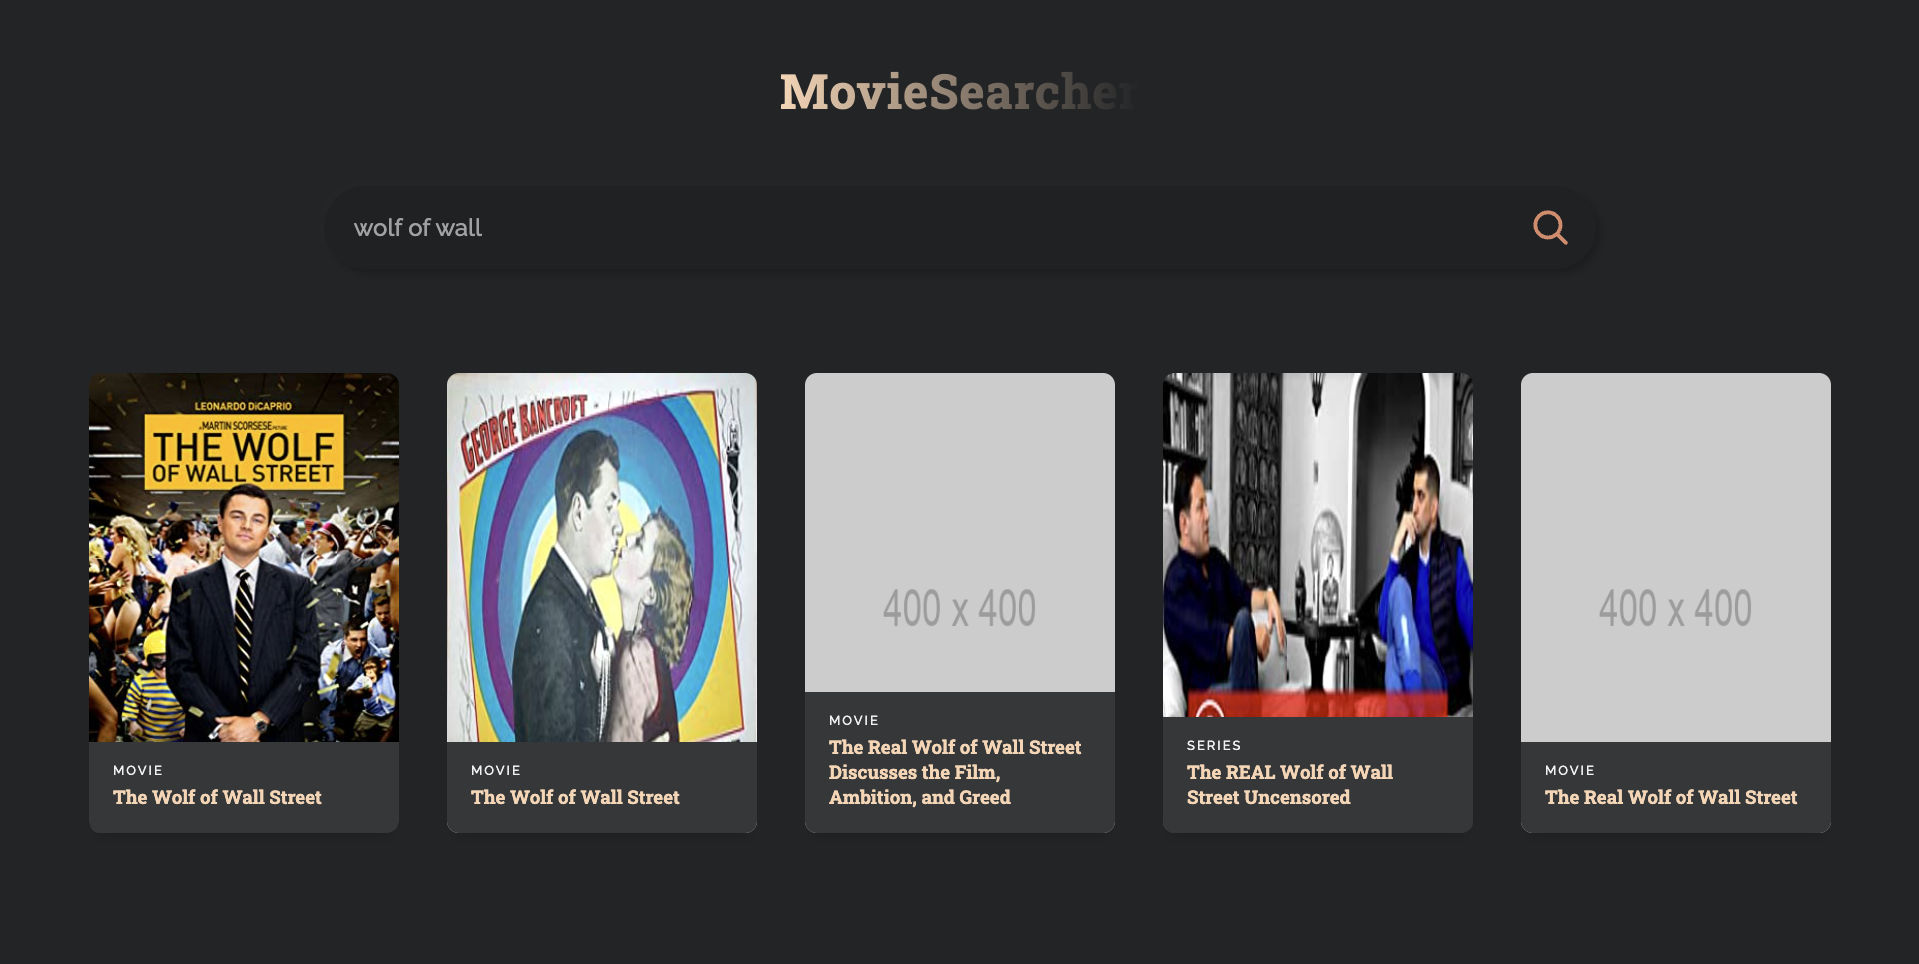 MovieSearcher
wolf of wall
LEONARDO DiCAPRIO
A MARTIN SCORSESE PICTURE
THE WOLF
OF WALL STREET
MOVIE
The Wolf of Wall Street
GEORGE BANCROFT
MOVIE
The Wolf of Wall Street
400 x 400
MOVIE
The Real Wolf of Wall Street
Discusses the Film,
Ambition, and Greed
SERIES
The REAL Wolf of Wall
Street Uncensored
400 x 400
MOVIE
The Real Wolf of Wall Street